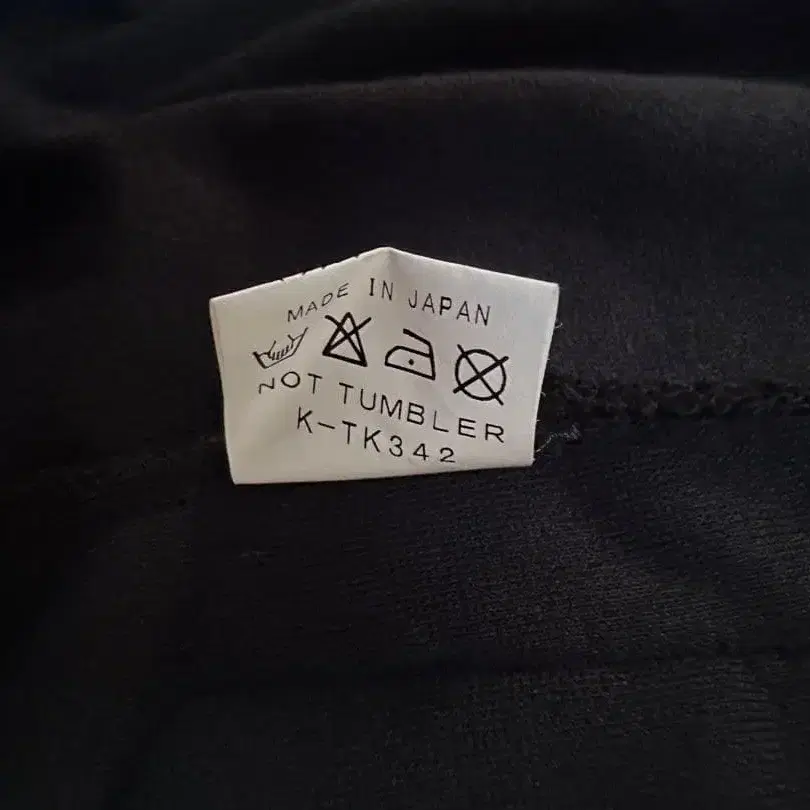 MADE IN JAPAN
NOT TUMBLER
K-TK342